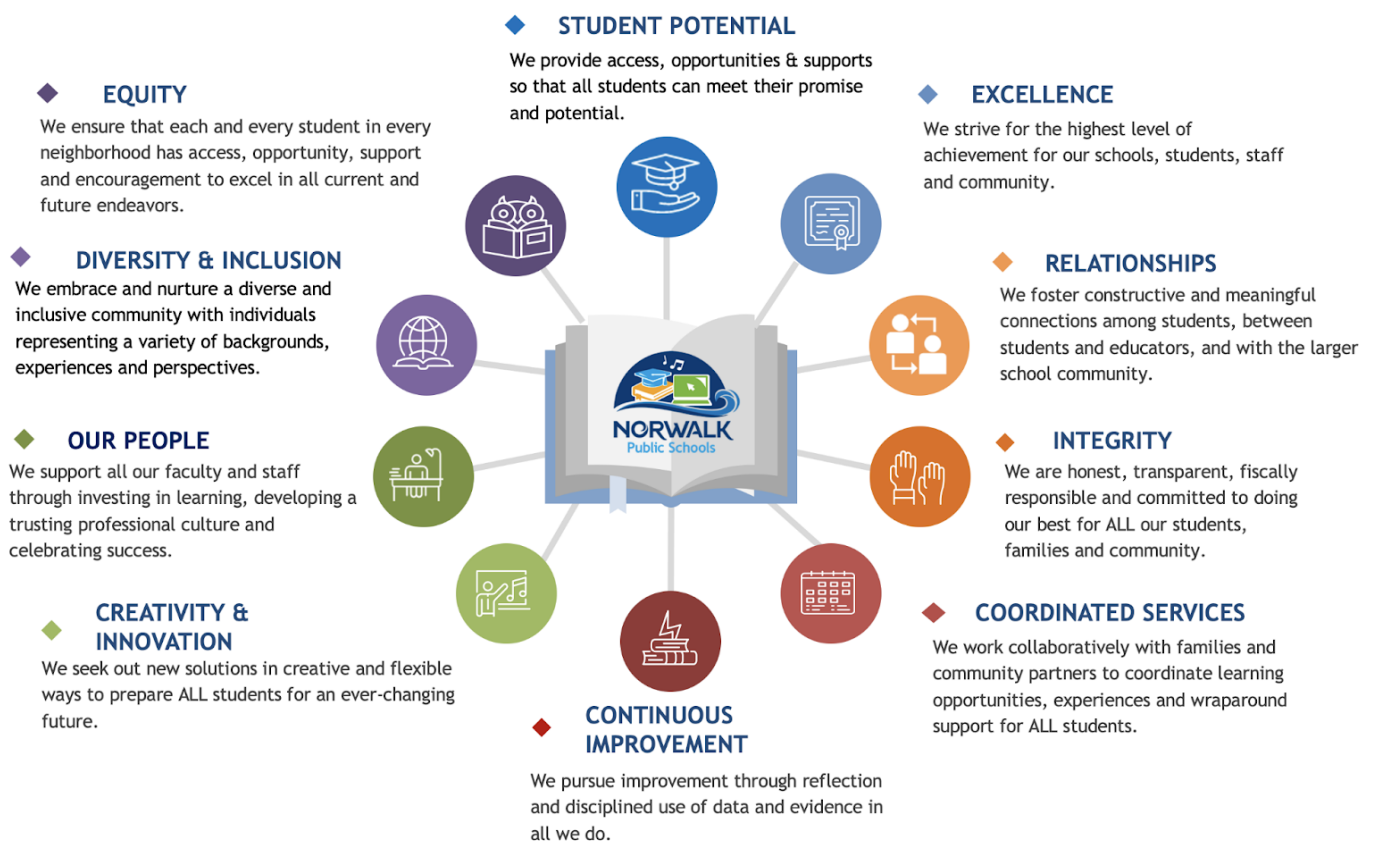 STUDENT POTENTIAL
We provide access, opportunities & supports
so that all students can meet their promise
and potential.
EQUITY
We ensure that each and every student in every
neighborhood has access, opportunity, support
and encouragement to excel in all current and
future endeavors.
EXCELLENCE
We strive for the highest level of
achievement for our schools, students, staff
and community.
DIVERSITY & INCLUSION
We embrace and nurture a diverse and
inclusive community with individuals
representing a variety of backgrounds,
experiences and perspectives.
RELATIONSHIPS
We foster constructive and meaningful
connections among students, between
students and educators, and with the larger
school community.
NORWALK
Public Schools
OUR PEOPLE
We support all our faculty and staff
through investing in learning, developing a
trusting professional culture and
celebrating success.
INTEGRITY
We are honest, transparent, fiscally
responsible and committed to doing
our best for ALL our students,
families and community.
CREATIVITY &
INNOVATION
We seek out new solutions in creative and flexible
ways to prepare ALL students for an ever-changing
future.
COORDINATED SERVICES
We work collaboratively with families and
community partners to coordinate learning
opportunities, experiences and wraparound
support for ALL students.
CONTINUOUS
IMPROVEMENT
We pursue improvement through reflection
and disciplined use of data and evidence in
all we do.